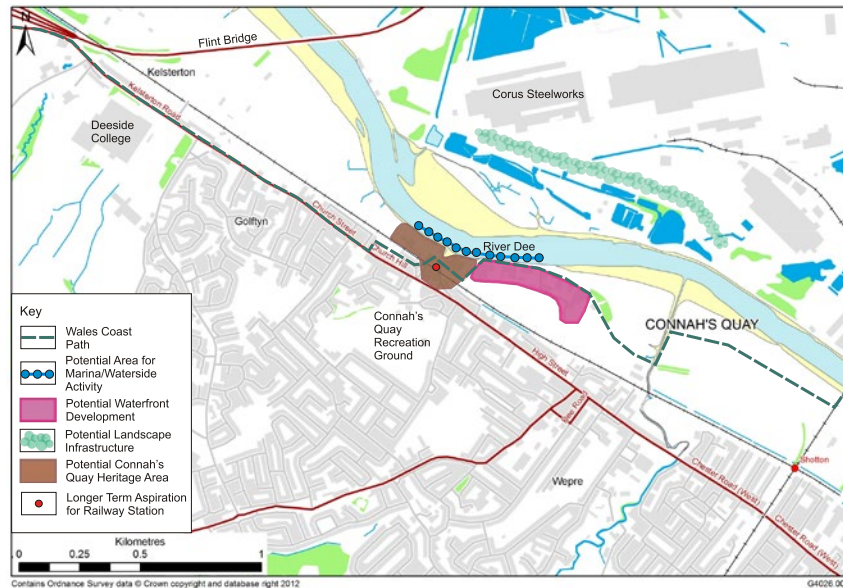 N
Flint Bridge
Kelsterton
Kelsterton Road
Deeside
College
Corus Steelworks
Golftyn
Church Street
Church Hill
River Dee
Connah's
Quay
Recreation
Ground
CONNAH'S QUAY
High Street
New Road
Wepre
Shotton
Chester Road (West)
Chester Road (West)
Key
Wales Coast
Path
Potential Area for
Marina/Waterside
Activity
Potential Waterfront
Development
Potential Landscape
Infrastructure
Potential Connah's
Quay Heritage Area
Longer Term Aspiration
for Railway Station
Kilometres
0 0.25 0.5 1
Contains Ordnance Survey data © Crown copyright and database right 2012
G4026.00